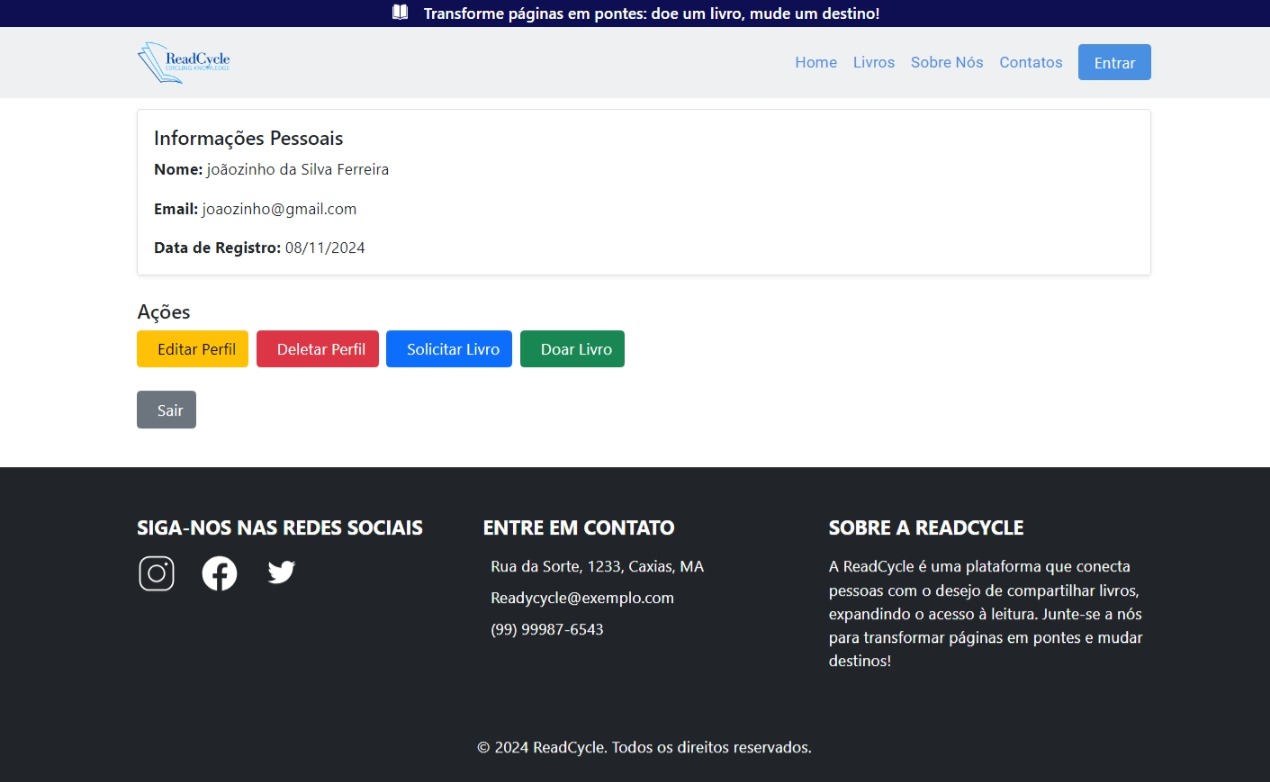 Transforme páginas em pontes: doe um livro, mude um destino!
ReadCycle
CIRCLING KNOWLEDGE
Home Livros Sobre Nós Contatos Entrar
Informações Pessoais
Nome: joãozinho da Silva Ferreira
Email: joaozinho@gmail.com
Data de Registro: 08/11/2024
Ações
Editar Perfil Deletar Perfil Solicitar Livro Doar Livro
Sair
SIGA-NOS NAS REDES SOCIAIS
ENTRE EM CONTATO
Rua da Sorte, 1233, Caxias, MA
Readycycle@exemplo.com
(99) 99987-6543
SOBRE A READCYCLE
A ReadCycle é uma plataforma que conecta
pessoas com o desejo de compartilhar livros,
expandindo o acesso à leitura. Junte-se a nós
para transformar páginas em pontes e mudar
destinos!
© 2024 ReadCycle. Todos os direitos reservados.